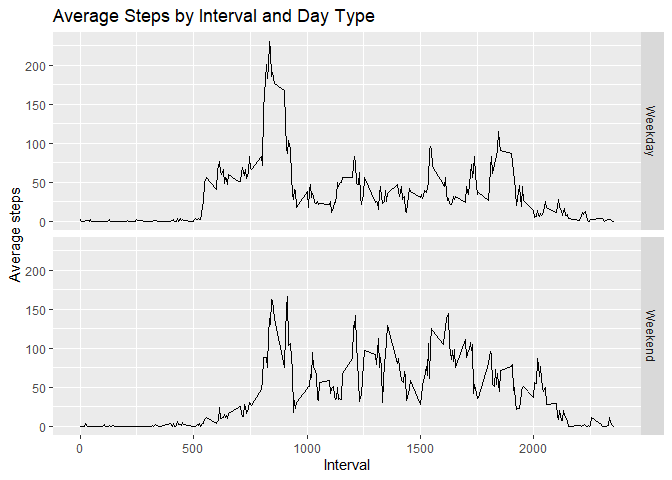 Average Steps by Interval and Day Type
200
150
100
50
0
Weekday
200
150
100
50
0
Weekend
Average steps
0 500 1000 1500 2000
Interval